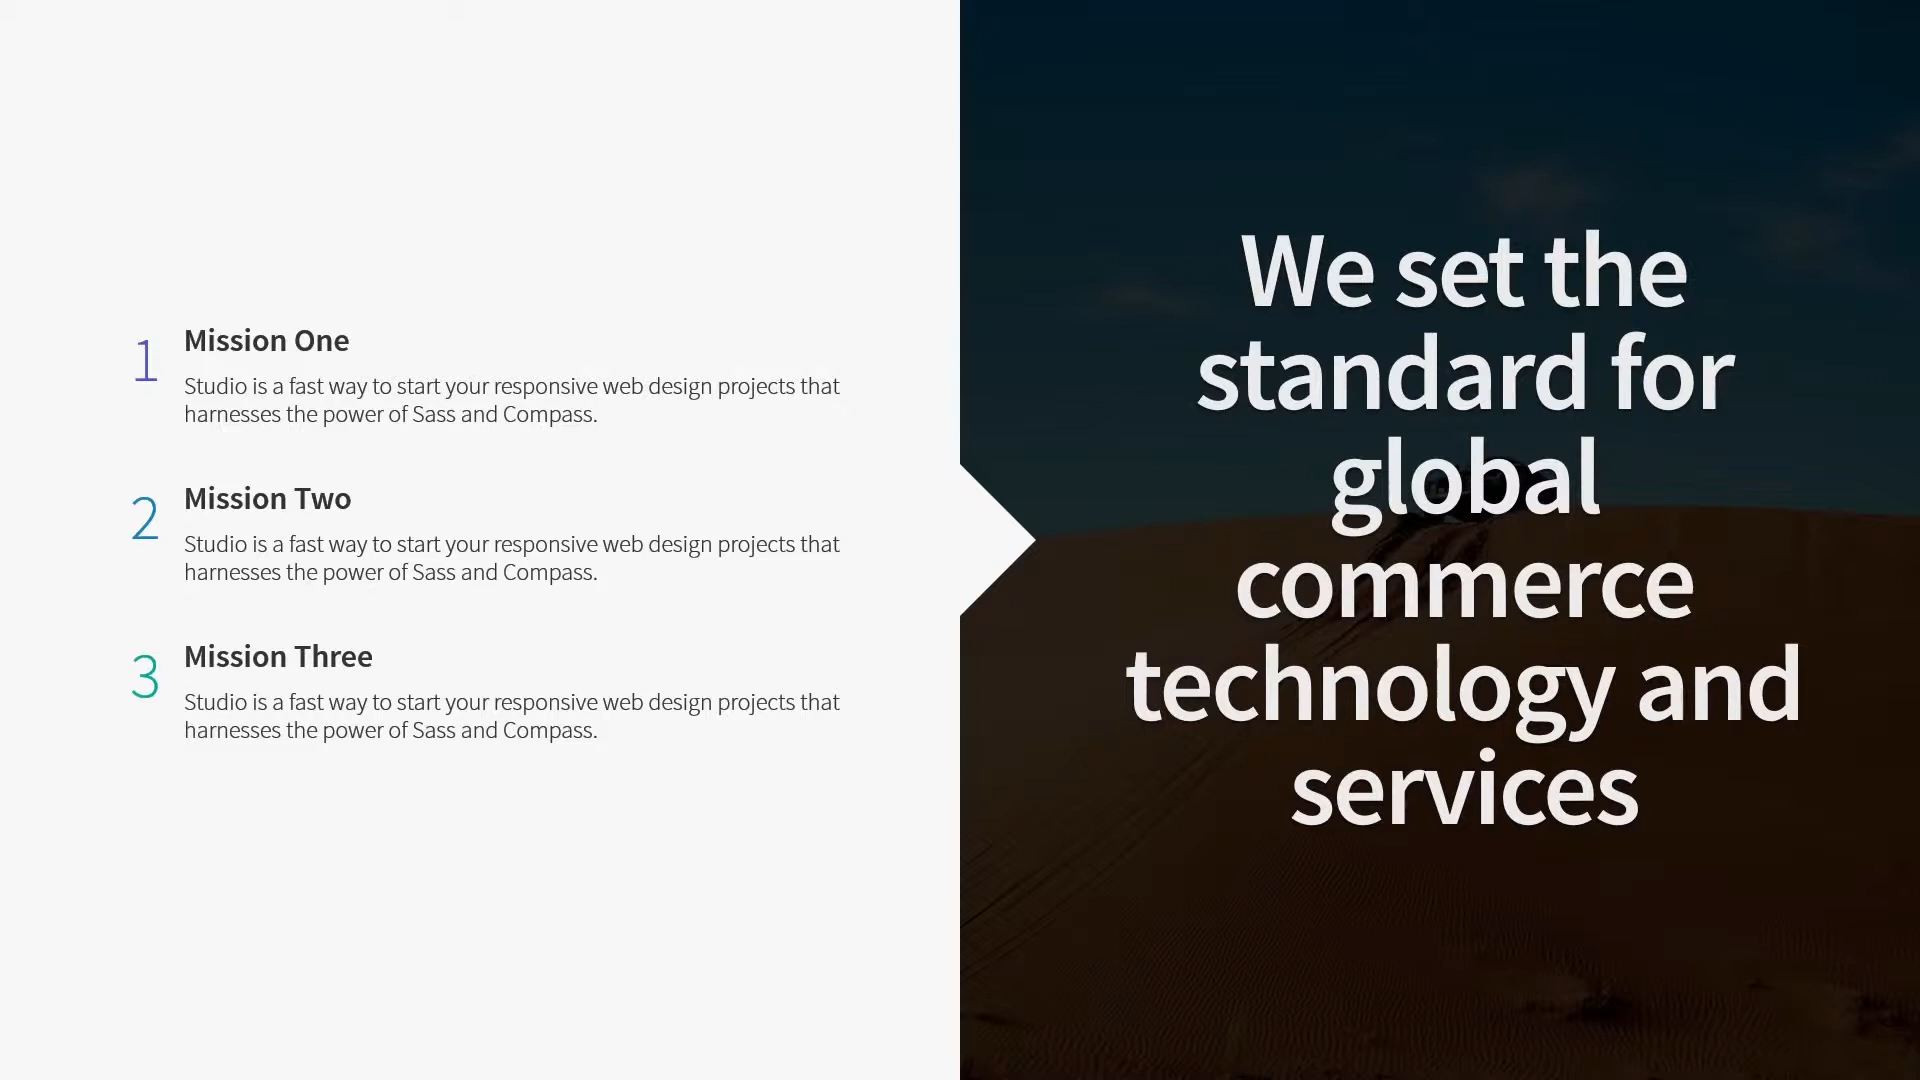 1
Mission One
Studio is a fast way to start your responsive web design projects that
harnesses the power of Sass and Compass.
2
Mission Two
Studio is a fast way to start your responsive web design projects that
harnesses the power of Sass and Compass.
3
Mission Three
Studio is a fast way to start your responsive web design projects that
harnesses the power of Sass and Compass.
We set the
standard for
global
commerce
technology and
services